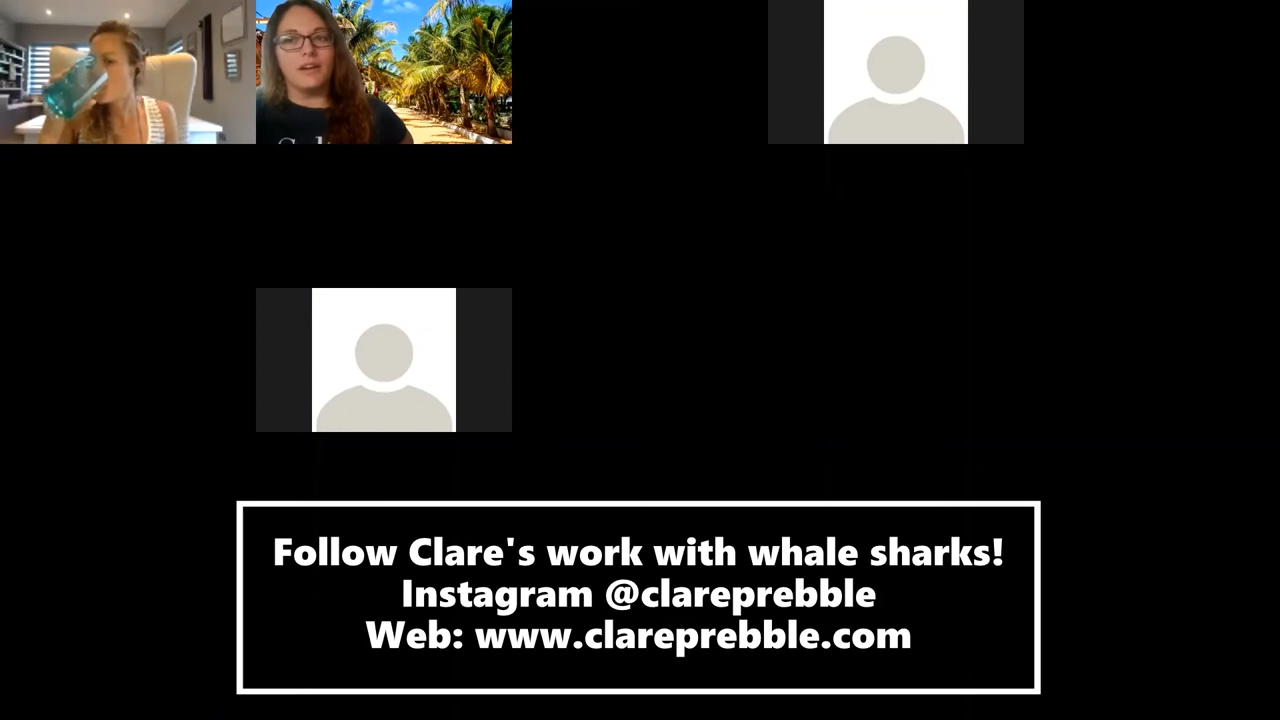 Follow Clare's work with whale sharks!
Instagram @clareprebble
Web: www.clareprebble.com